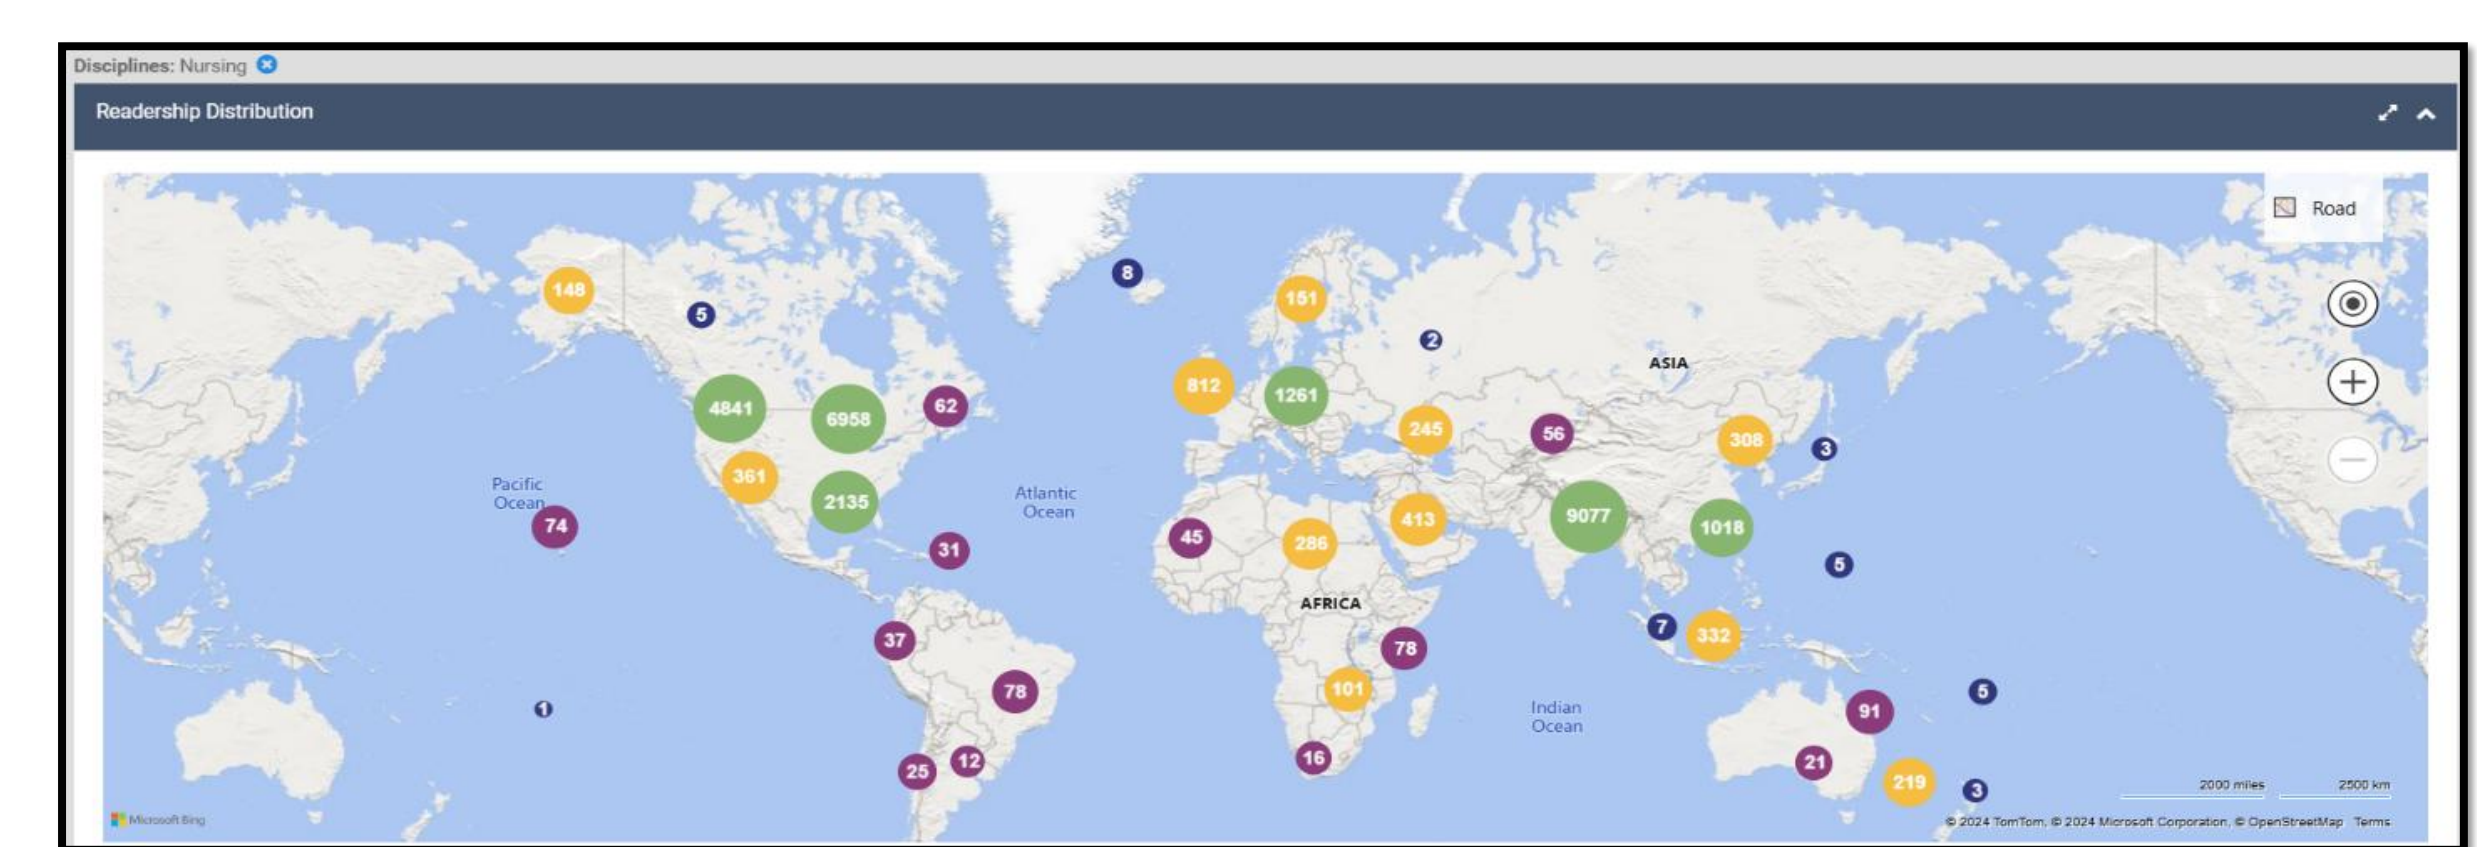 Disciplines: Nursing
Readership Distribution
Road
8
148
151
5
2
ASIA
812
1261
4841
62
6958
245
56
308
3
361
Pacific
Ocean
Atlantic
Ocean
2135
74
413
9077
1018
45
286
31
5
AFRICA
37
7
332
78
78
101
5
1
91
Indian
Ocean
16
12
25
21
219
3
2000 miles
2500 km
Microsoft Bing
© 2024 TomTom, © 2024 Microsoft Corporation, © OpenStreetMap Terms